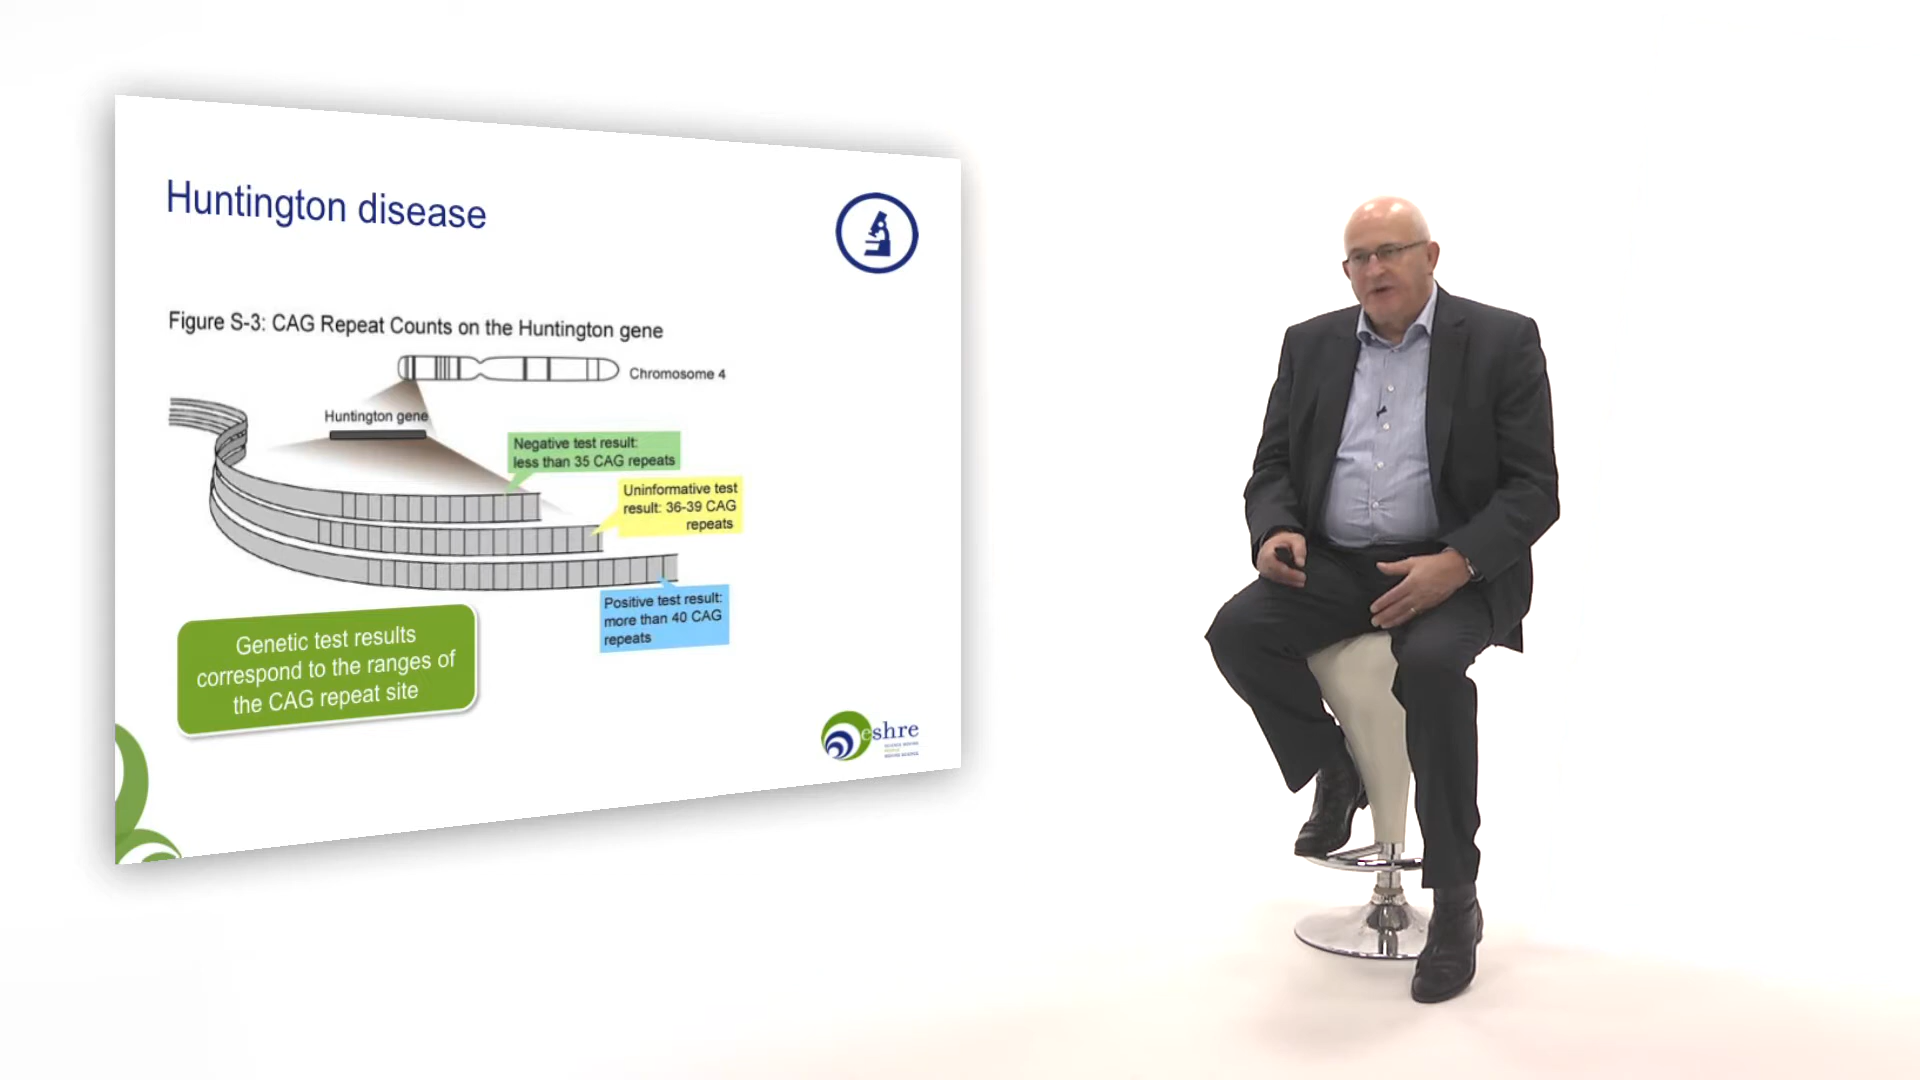 Huntington disease
Figure S-3: CAG Repeat Counts on the Huntington gene
Chromosome 4
Huntington gene
Negative test result:
less than 35 CAG repeats
Uninformative test
result: 36-39 CAG
repeats
Positive test result:
more than 40 CAG
repeats
Genetic test results
correspond to the ranges of
the CAG repeat site
eshre